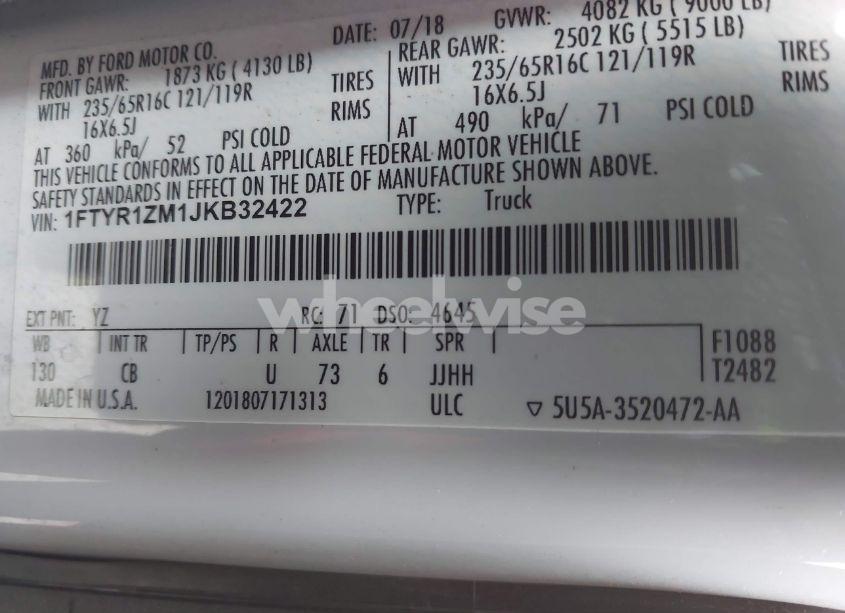 MFD. BY FORD MOTOR CO. DATE: 07/18 GVWR: 4082 KG ( 9000 LB)
FRONT GAWR: 1873 KG ( 4130 LB) REAR GAWR: 2502 KG ( 5515 LB)
WITH 235/65R16C 121/119R TIRES WITH 235/65R16C 121/119R TIRES
16X6.5J RIMS 16X6.5J RIMS
AT 360 kPa/ 52 PSI COLD AT 490 kPa/ 71 PSI COLD
THIS VEHICLE CONFORMS TO ALL APPLICABLE FEDERAL MOTOR VEHICLE
SAFETY STANDARDS IN EFFECT ON THE DATE OF MANUFACTURE SHOWN ABOVE.
VIN: 1FTYR1ZM1JKB32422 TYPE: Truck
wheelwise
EXT PNT: YZ RC: 71 DSO: 4645
WB INT TR TP/PS R AXLE TR SPR F1088
130 CB U 73 6 JJHH T2482
MADE IN U.S.A. 1201807171313 ULC ▽ 5U5A-3520472-AA